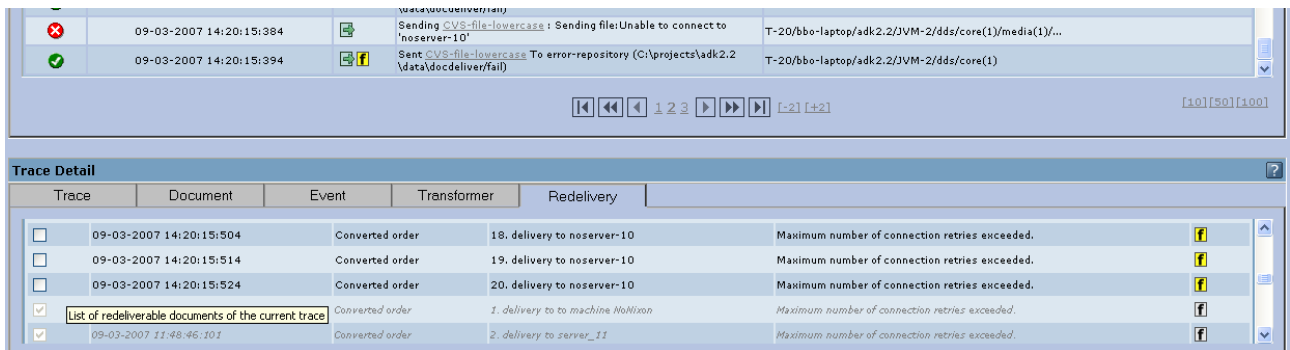 \data\docdeliver/fail)
09-03-2007 14:20:15:384 Sending CVS-file-lowercase : Sending file:Unable to connect to 'noserver-10' T-20/bbo-laptop/adk2.2/JVM-2/dds/core(1)/media(1)/...
09-03-2007 14:20:15:394 f Sent CVS-file-lowercase To error-repository (C:\projects\adk2.2\data\docdeliver/fail) T-20/bbo-laptop/adk2.2/JVM-2/dds/core(1)
1 2 3 [-2] [+2] [10][50][100]
Trace Detail ?
Trace Document Event Transformer Redelivery
09-03-2007 14:20:15:504 Converted order 18. delivery to noserver-10 Maximum number of connection retries exceeded. f
09-03-2007 14:20:15:514 Converted order 19. delivery to noserver-10 Maximum number of connection retries exceeded. f
09-03-2007 14:20:15:524 Converted order 20. delivery to noserver-10 Maximum number of connection retries exceeded. f
List of redeliverable documents of the current trace Converted order 1. delivery to to machine NoNixon Maximum number of connection retries exceeded. f
09-03-2007 11:48:46:101 Converted order 2. delivery to server_11 Maximum number of connection retries exceeded. f